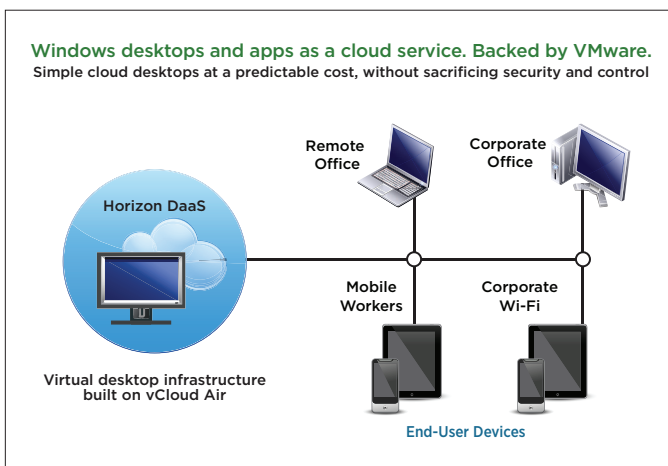 Windows desktops and apps as a cloud service. Backed by VMware.
Simple cloud desktops at a predictable cost, without sacrificing security and control
Remote
Office
Corporate
Office
Horizon DaaS
Mobile
Workers
Corporate
Wi-Fi
Virtual desktop infrastructure
built on vCloud Air
End-User Devices